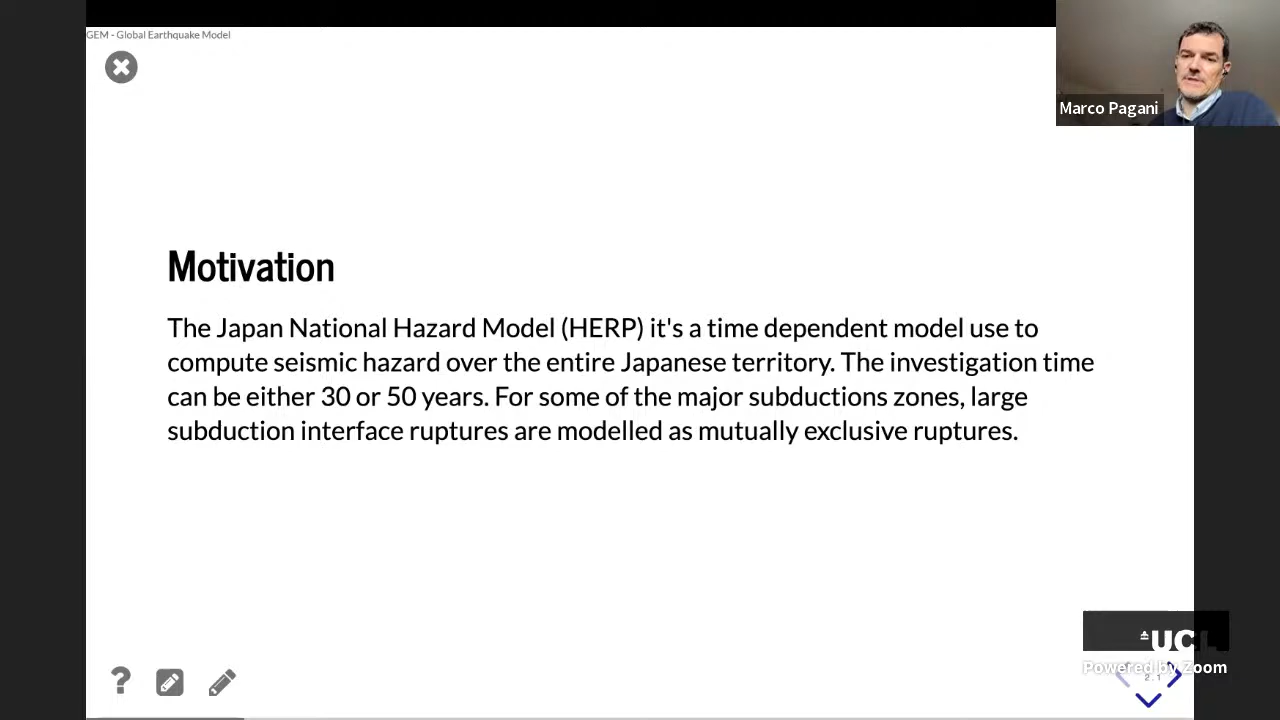 GEM - Global Earthquake Model
Marco Pagani
Motivation
The Japan National Hazard Model (HERP) it's a time dependent model use to
compute seismic hazard over the entire Japanese territory. The investigation time
can be either 30 or 50 years. For some of the major subductions zones, large
subduction interface ruptures are modelled as mutually exclusive ruptures.
?
UCL
Powered by Zoom
2.1